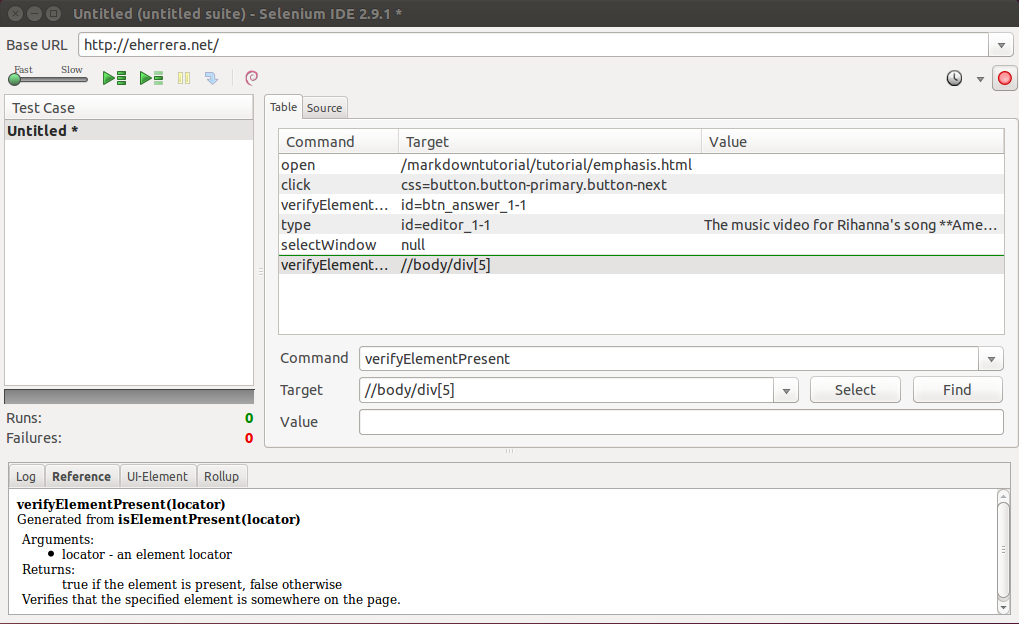 Untitled (untitled suite) - Selenium IDE 2.9.1 *
Base URL http://eherrera.net/
Fast Slow
Test Case
Untitled *
Runs: 0
Failures: 0
Table Source
Command Target Value
open /markdowntutorial/tutorial/emphasis.html
click css=button.button-primary.button-next
verifyElement... id=btn_answer_1-1
type id=editor_1-1 The music video for Rihanna's song **Ame...
selectWindow null
verifyElement... //body/div[5]
Command verifyElementPresent
Target //body/div[5] Select Find
Value
Log Reference UI-Element Rollup
verifyElementPresent(locator)
Generated from isElementPresent(locator)
Arguments:
• locator - an element locator
Returns:
true if the element is present, false otherwise
Verifies that the specified element is somewhere on the page.